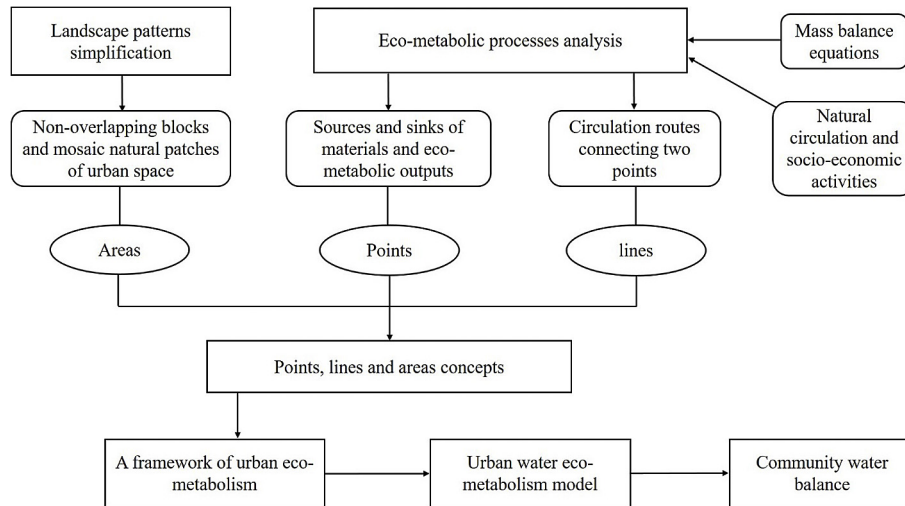 Landscape patterns
simplification
Eco-metabolic processes analysis
Mass balance
equations
Non-overlapping blocks
and mosaic natural patches
of urban space
Sources and sinks of
materials and eco-
metabolic outputs
Circulation routes
connecting two
points
Natural
circulation and
socio-economic
activities
Areas
Points
lines
Points, lines and areas concepts
A framework of urban eco-
metabolism
Urban water eco-
metabolism model
Community water
balance